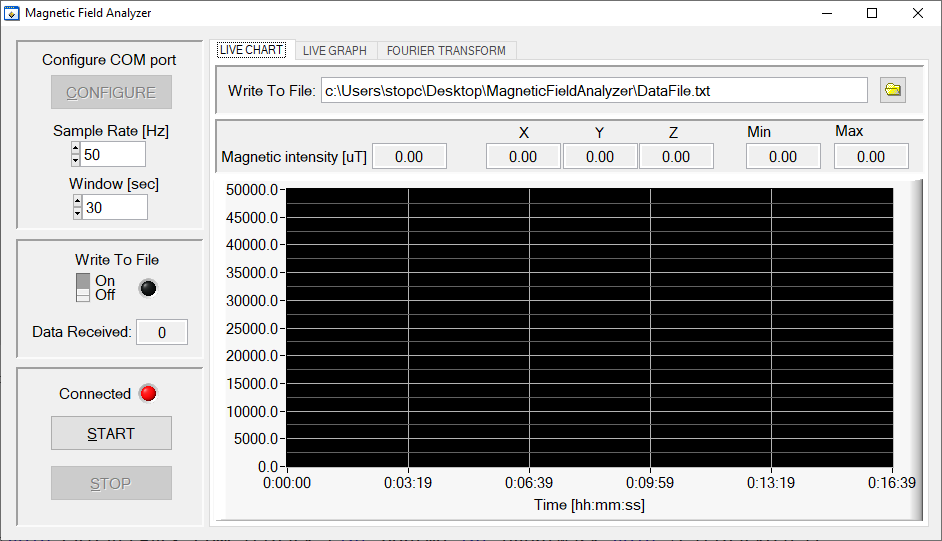 Magnetic Field Analyzer
Configure COM port
CONFIGURE
Sample Rate [Hz]
50
Window [sec]
30
Write To File
On
Off
Data Received: 0
Connected
START
STOP
LIVE CHART LIVE GRAPH FOURIER TRANSFORM
Write To File: c:\Users\stopc\Desktop\MagneticFieldAnalyzer\DataFile.txt
X Y Z Min Max
Magnetic intensity [uT] 0.00 0.00 0.00 0.00 0.00 0.00
50000.0
45000.0
40000.0
35000.0
30000.0
25000.0
20000.0
15000.0
10000.0
5000.0
0.0
0:00:00 0:03:19 0:06:39 0:09:59 0:13:19 0:16:39
Time [hh:mm:ss]